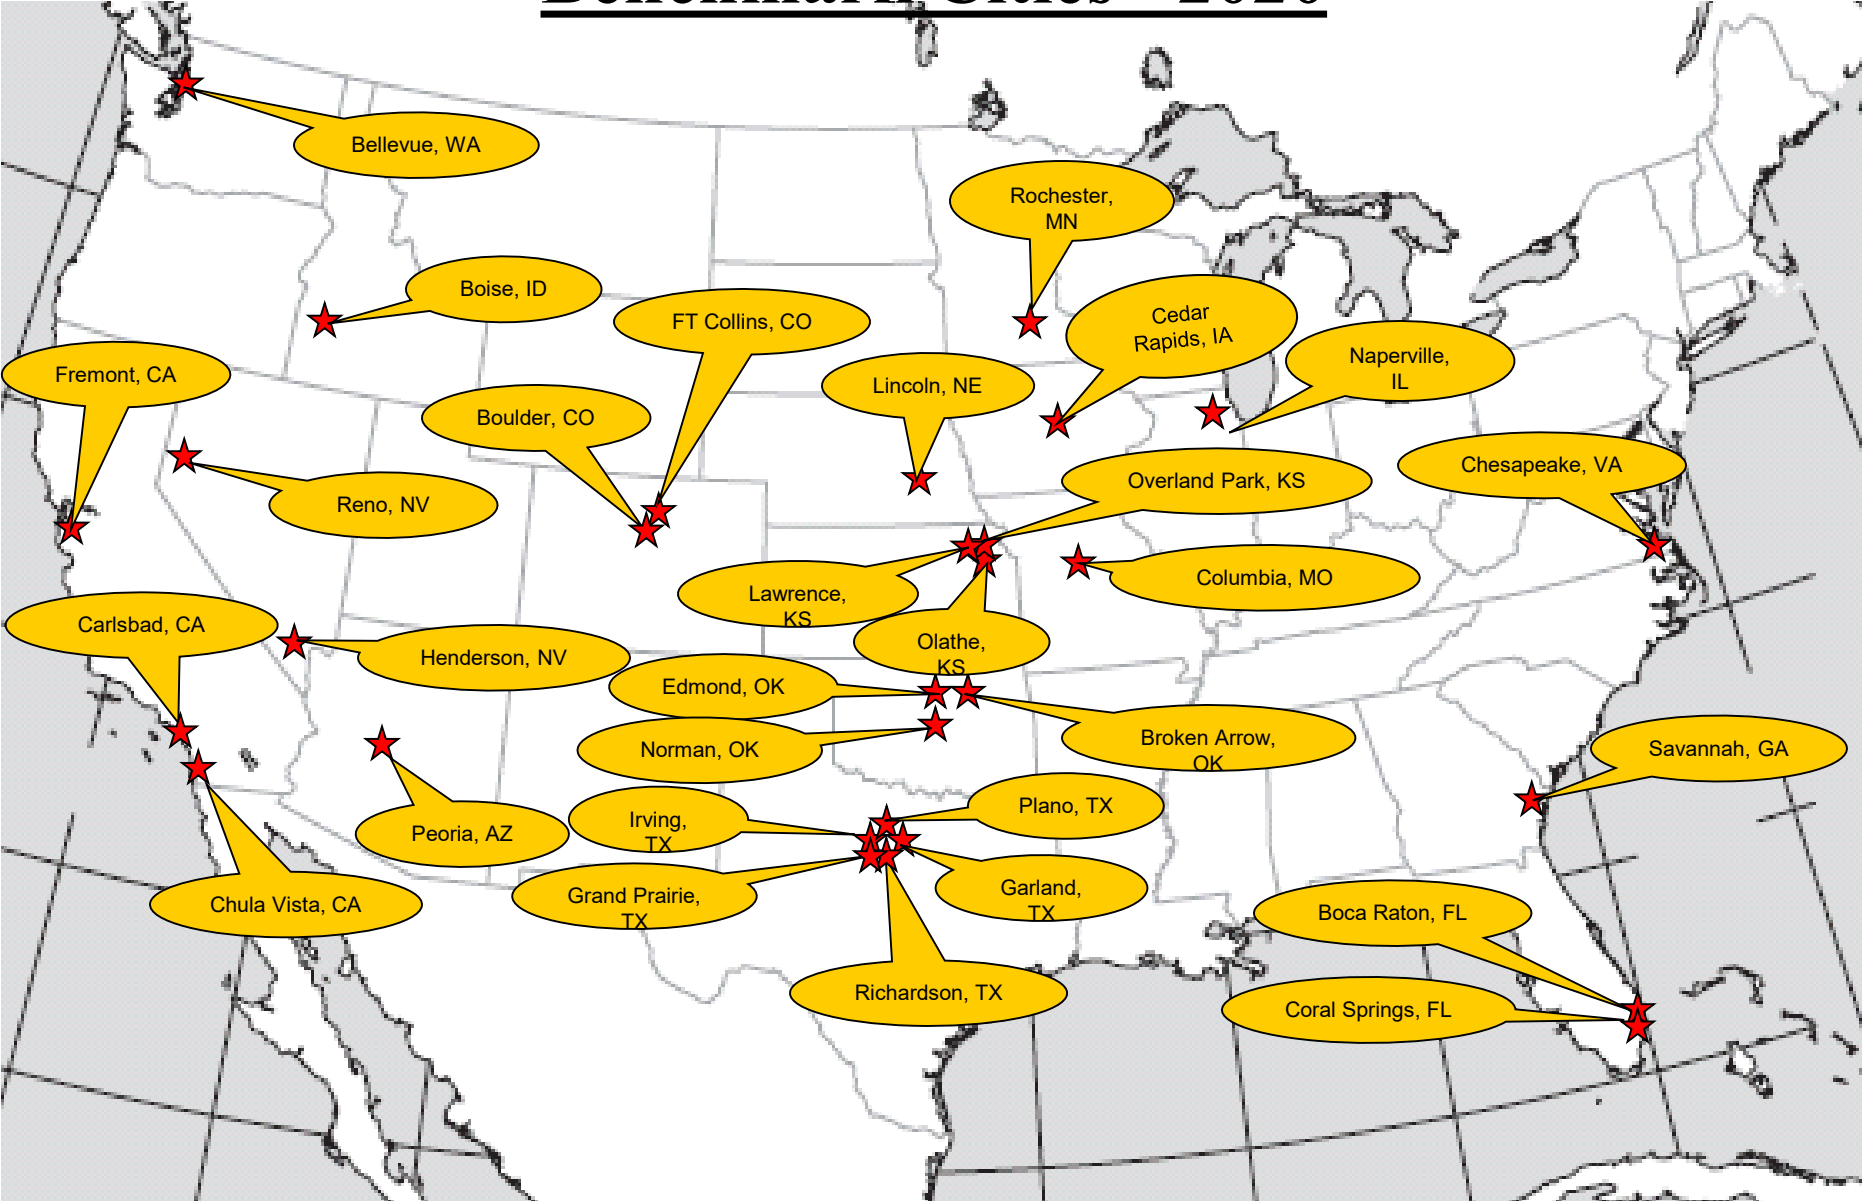 Benchmark Cities - 2020
Bellevue, WA
Rochester,
MN
Boise, ID
FT Collins, CO
Cedar
Rapids, IA
Naperville,
IL
Fremont, CA
Lincoln, NE
Boulder, CO
Chesapeake, VA
Overland Park, KS
Reno, NV
Columbia, MO
Lawrence,
KS
Carlsbad, CA
Olathe,
KS
Henderson, NV
Edmond, OK
Norman, OK
Broken Arrow,
OK
Savannah, GA
Plano, TX
Irving,
TX
Peoria, AZ
Grand Prairie,
TX
Garland,
TX
Chula Vista, CA
Boca Raton, FL
Richardson, TX
Coral Springs, FL